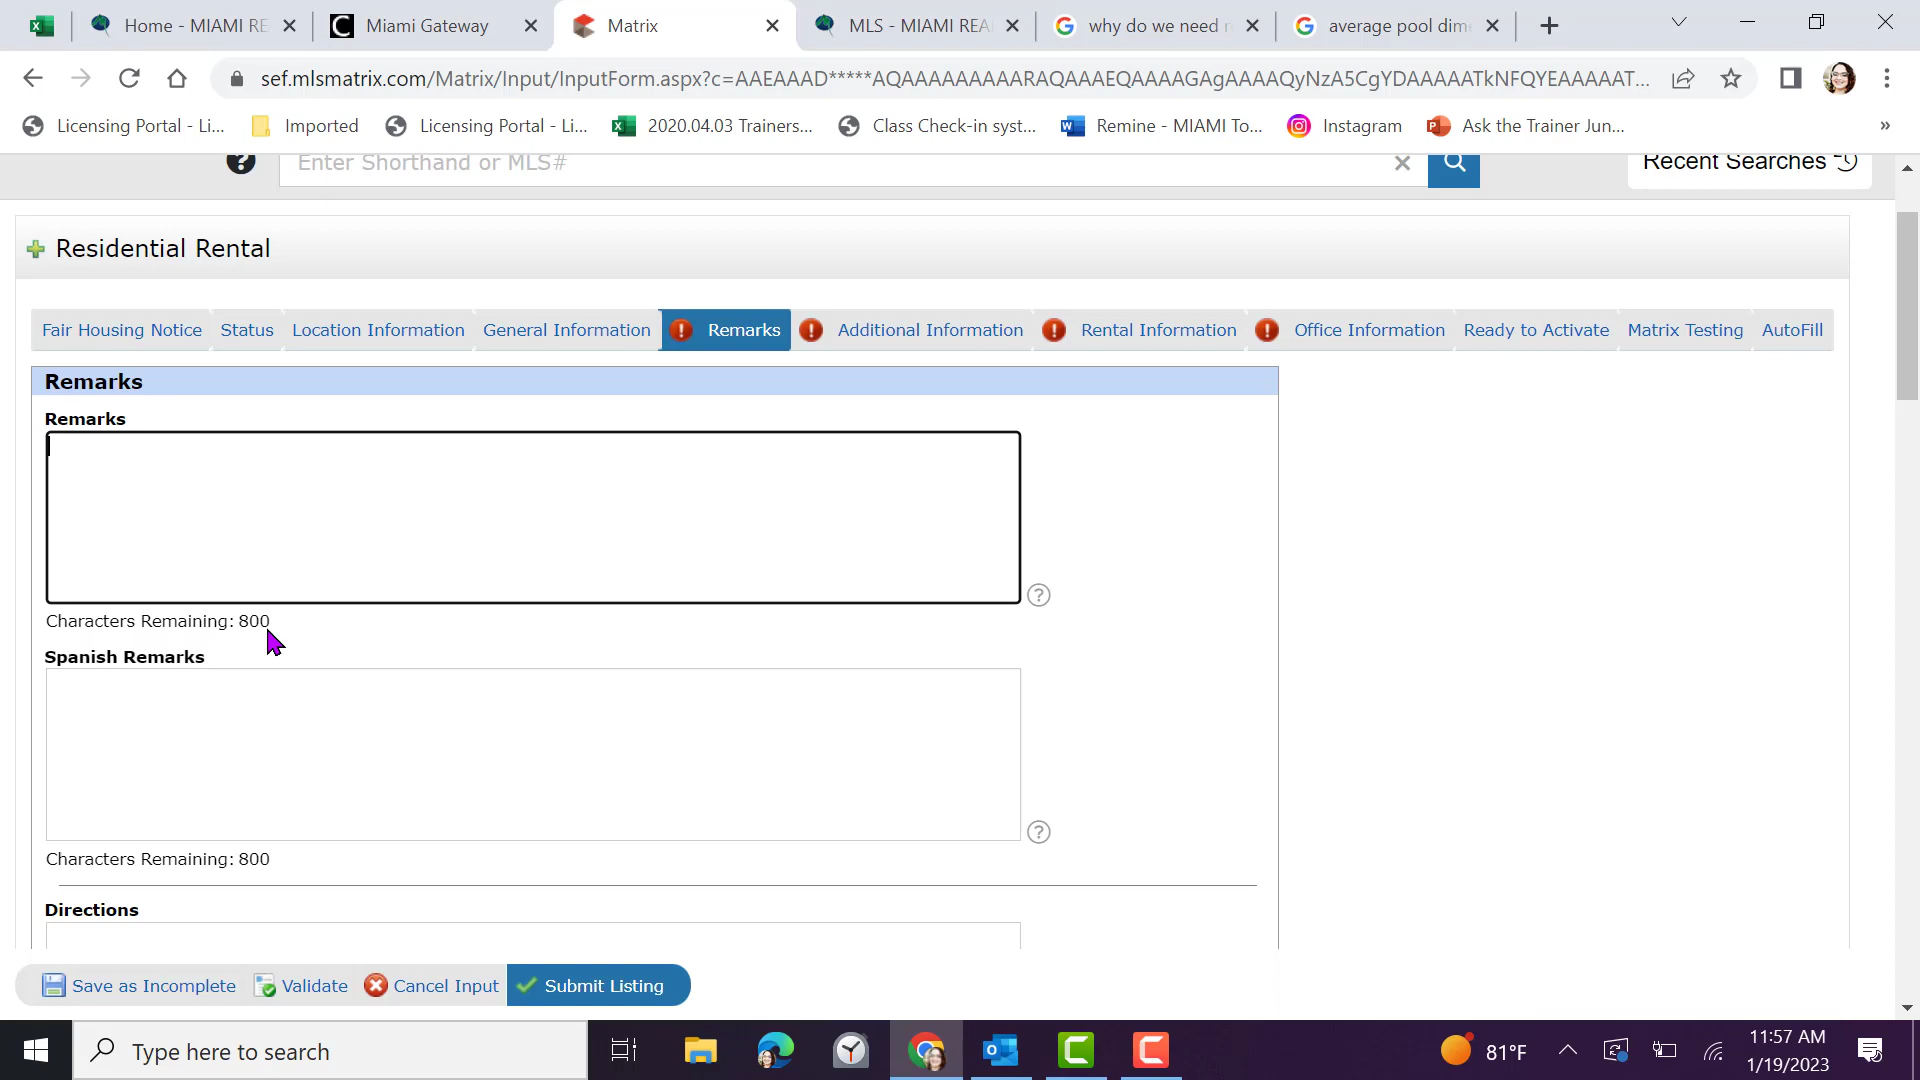 Home - MIAMI RE
Miami Gateway
Matrix
MLS - MIAMI REA
why do we need r
average pool dim
sef.mlsmatrix.com/Matrix/Input/InputForm.aspx?c=AAEAAAD*****AQAAAAAAAAARAQAAAEQAAAAGAgAAAAQyNzA5CgYDAAAAATkNFQYEAAAAAT...
Licensing Portal - Li...
Imported
Licensing Portal - Li...
2020.04.03 Trainers...
Class Check-in syst...
Remine - MIAMI To...
Instagram
Ask the Trainer Jun...
»
Enter Shorthand or MLS#
Recent Searches
Residential Rental
Fair Housing Notice
Status
Location Information
General Information
Remarks
Additional Information
Rental Information
Office Information
Ready to Activate
Matrix Testing
AutoFill
Remarks
Remarks
Characters Remaining: 800
Spanish Remarks
Characters Remaining: 800
Directions
Save as Incomplete
Validate
Cancel Input
Submit Listing
Type here to search
81°F
11:57 AM
1/19/2023